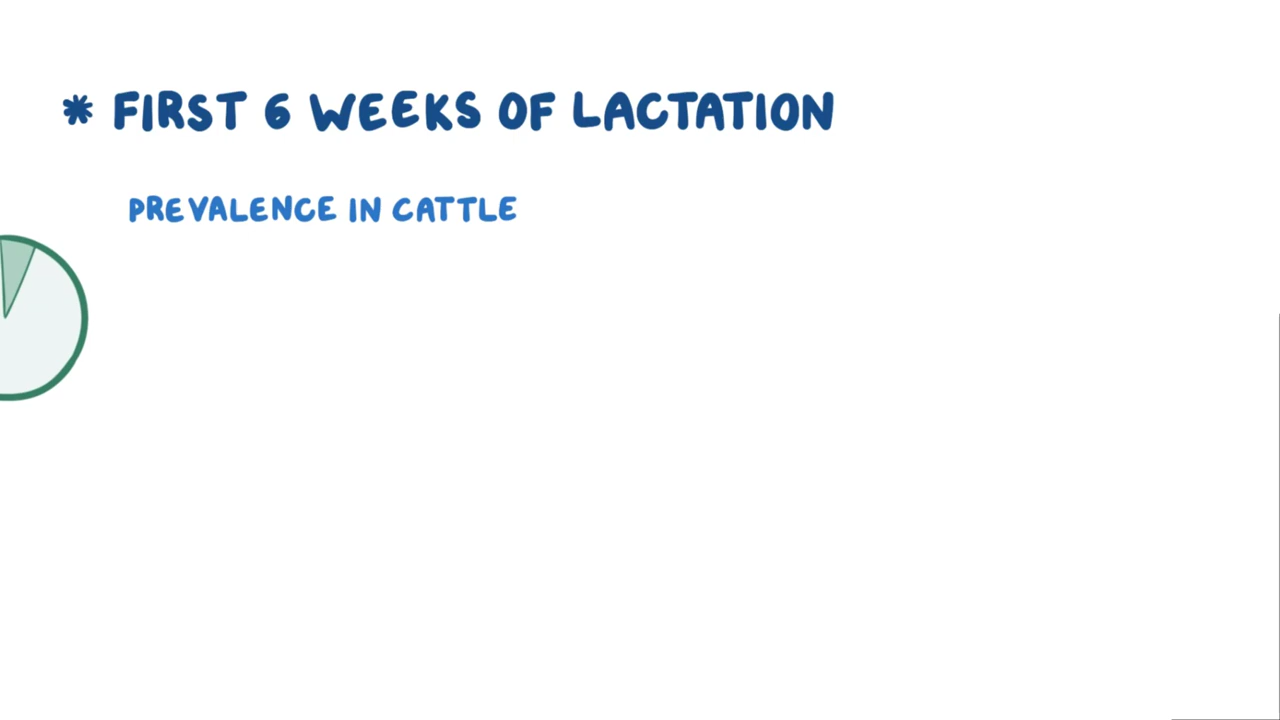 * FIRST 6 WEEKS OF LACTATION
PREVALENCE IN CATTLE